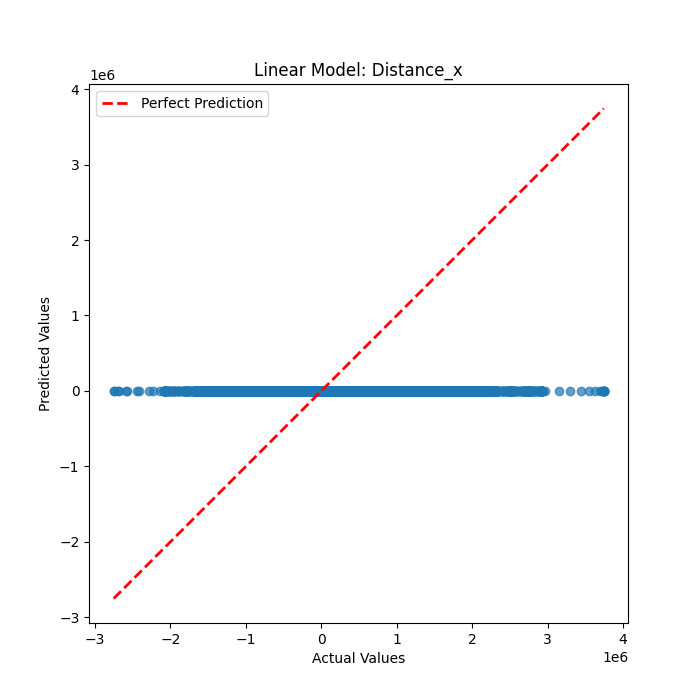 Linear Model: Distance_x
1e6
Perfect Prediction
4
3
2
1
0
−1
−2
−3
Predicted Values
−3 −2 −1 0 1 2 3 4
1e6
Actual Values